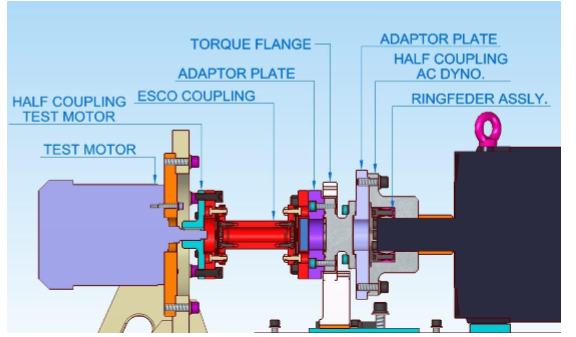 ADAPTOR PLATE
TORQUE FLANGE
HALF COUPLING
AC DYNO.
ADAPTOR PLATE
ESCO COUPLING
RINGFEDER ASSLY.
HALF COUPLING
TEST MOTOR
TEST MOTOR